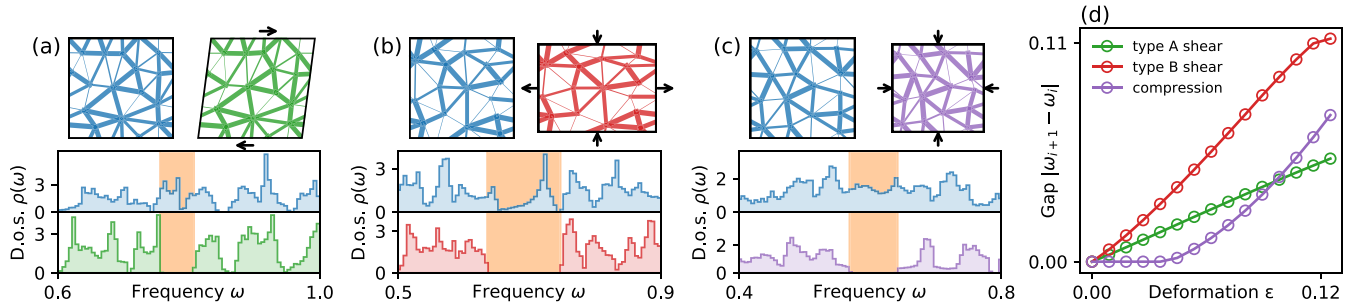 (a)
D.o.s. ρ(ω)
3
0
3
0
0.6
Frequency ω
1.0
(b)
D.o.s. ρ(ω)
3
0
3
0
0.5
Frequency ω
0.9
(c)
D.o.s. ρ(ω)
2
0
2
0
0.4
Frequency ω
0.8
(d)
Gap |ωᵢ₊₁ − ωᵢ|
0.11
0.00
type A shear
type B shear
compression
0.00
Deformation ε
0.12